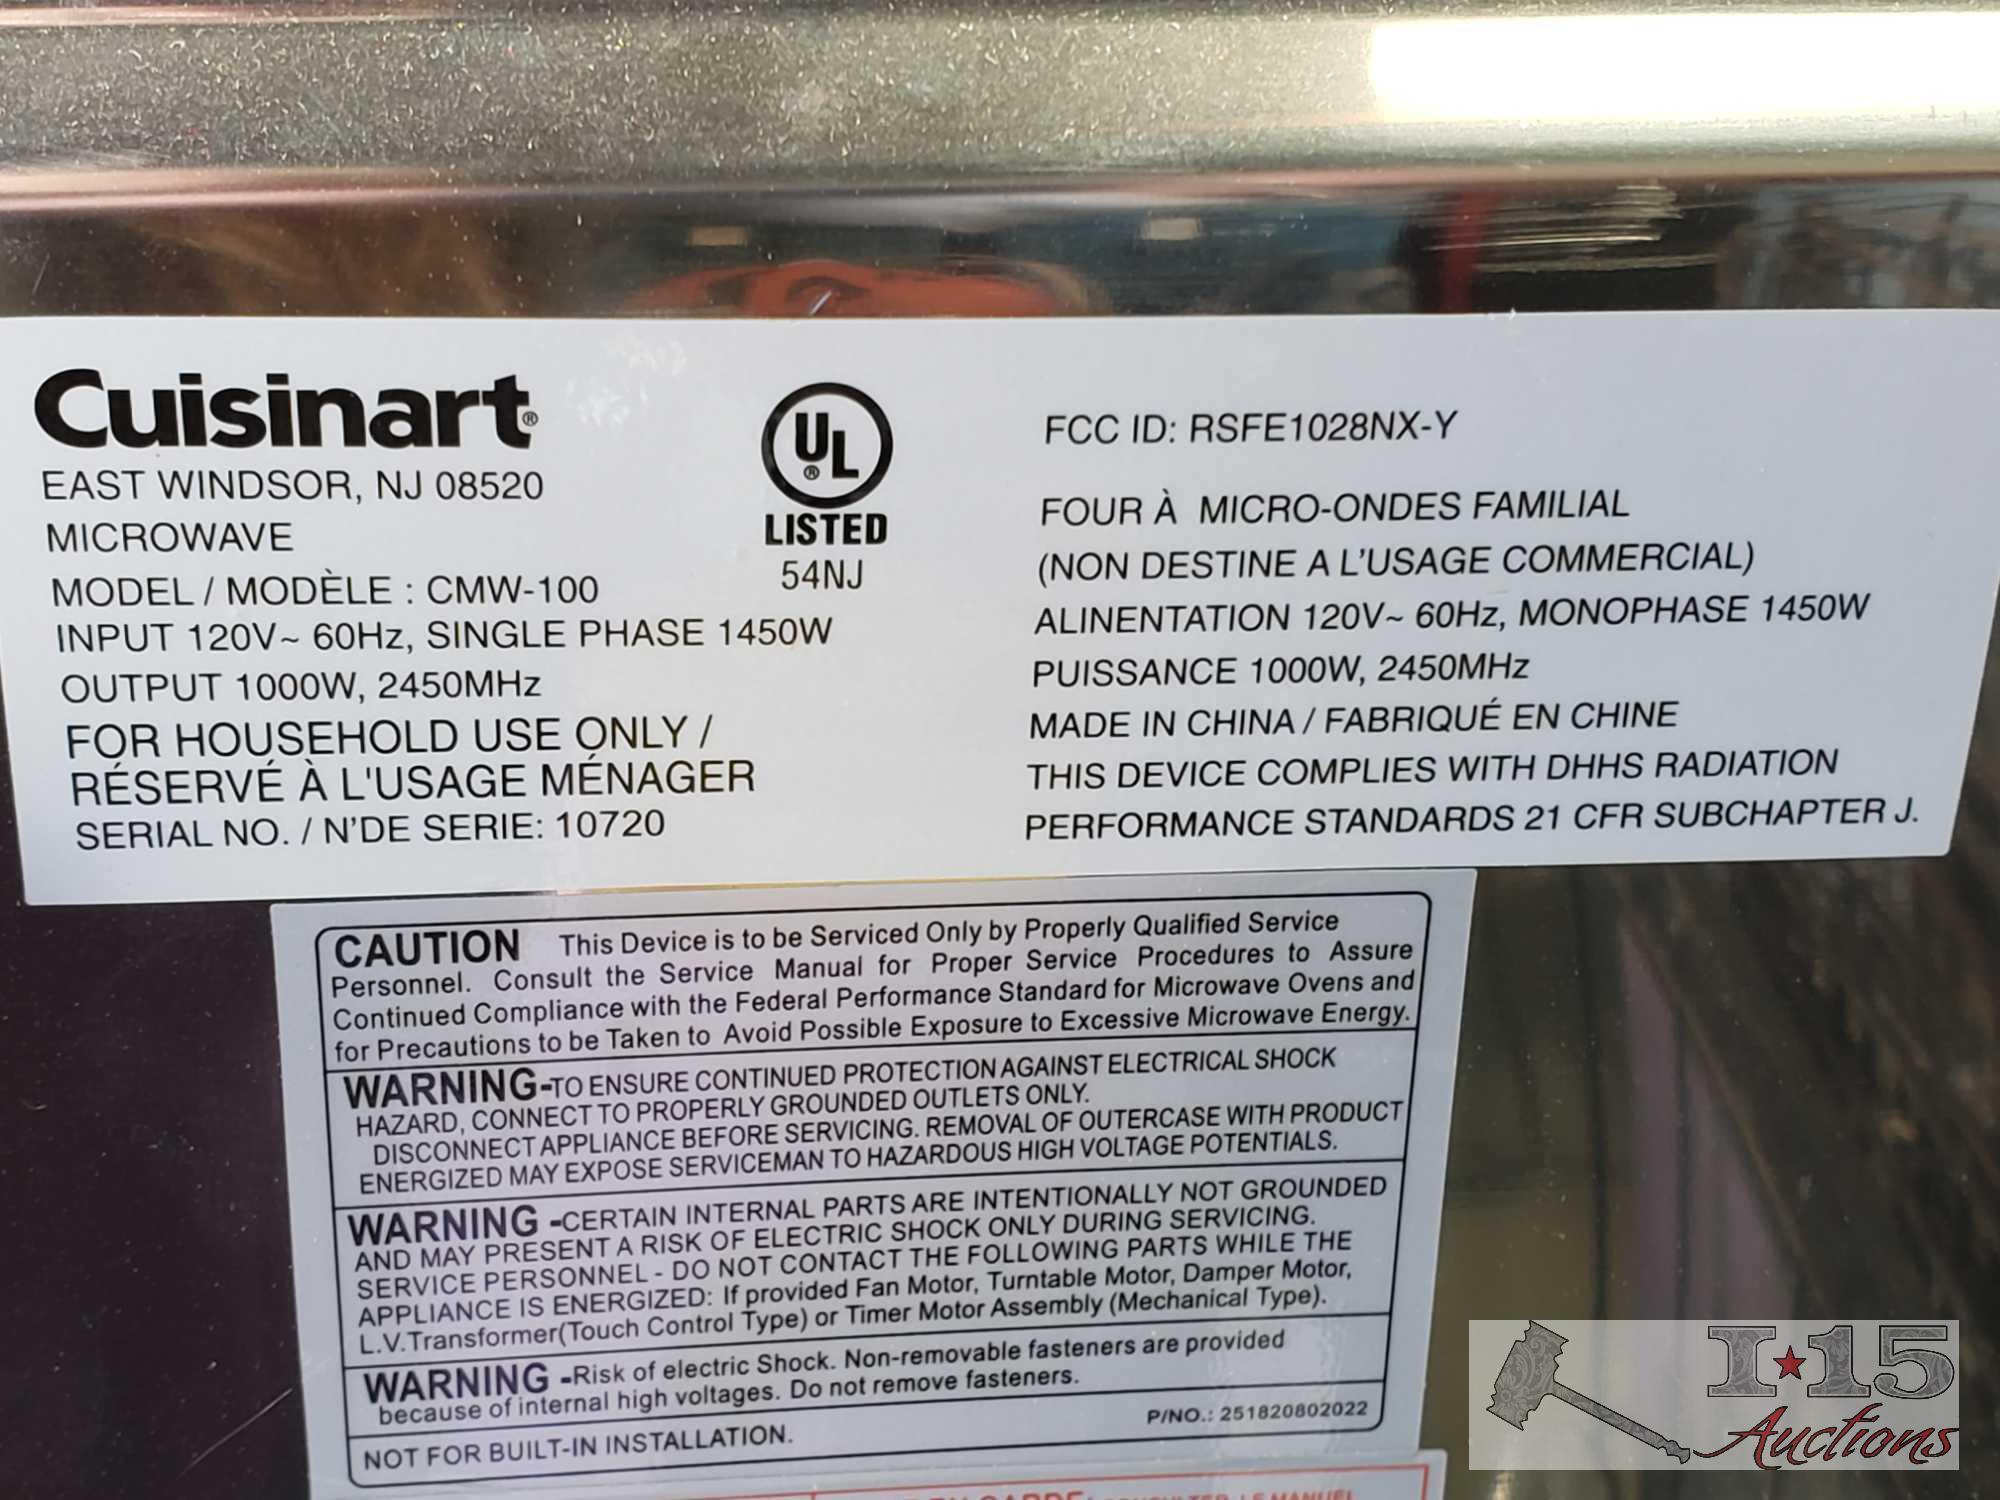 Cuisinart®
EAST WINDSOR, NJ 08520
MICROWAVE
MODEL / MODÈLE : CMW-100
INPUT 120V~ 60Hz, SINGLE PHASE 1450W
OUTPUT 1000W, 2450MHz
FOR HOUSEHOLD USE ONLY /
RÉSERVÉ À L'USAGE MÉNAGER
SERIAL NO. / N'DE SERIE: 10720
UL®
LISTED
54NJ
FCC ID: RSFE1028NX-Y
FOUR À MICRO-ONDES FAMILIAL
(NON DESTINE A L'USAGE COMMERCIAL)
ALINENTATION 120V~ 60Hz, MONOPHASE 1450W
PUISSANCE 1000W, 2450MHz
MADE IN CHINA / FABRIQUÉ EN CHINE
THIS DEVICE COMPLIES WITH DHHS RADIATION
PERFORMANCE STANDARDS 21 CFR SUBCHAPTER J.
CAUTION This Device is to be Serviced Only by Properly Qualified Service
Personnel. Consult the Service Manual for Proper Service Procedures to Assure
Continued Compliance with the Federal Performance Standard for Microwave Ovens and
for Precautions to be Taken to Avoid Possible Exposure to Excessive Microwave Energy.
WARNING-TO ENSURE CONTINUED PROTECTION AGAINST ELECTRICAL SHOCK
HAZARD, CONNECT TO PROPERLY GROUNDED OUTLETS ONLY.
DISCONNECT APPLIANCE BEFORE SERVICING. REMOVAL OF OUTERCASE WITH PRODUCT
ENERGIZED MAY EXPOSE SERVICEMAN TO HAZARDOUS HIGH VOLTAGE POTENTIALS.
WARNING -CERTAIN INTERNAL PARTS ARE INTENTIONALLY NOT GROUNDED
AND MAY PRESENT A RISK OF ELECTRIC SHOCK ONLY DURING SERVICING.
SERVICE PERSONNEL - DO NOT CONTACT THE FOLLOWING PARTS WHILE THE
APPLIANCE IS ENERGIZED: If provided Fan Motor, Turntable Motor, Damper Motor,
L.V.Transformer(Touch Control Type) or Timer Motor Assembly (Mechanical Type).
WARNING -Risk of electric Shock. Non-removable fasteners are provided
because of internal high voltages. Do not remove fasteners.
P/NO.: 251820802022
NOT FOR BUILT-IN INSTALLATION.
LE MANUEL
I★15
Auctions